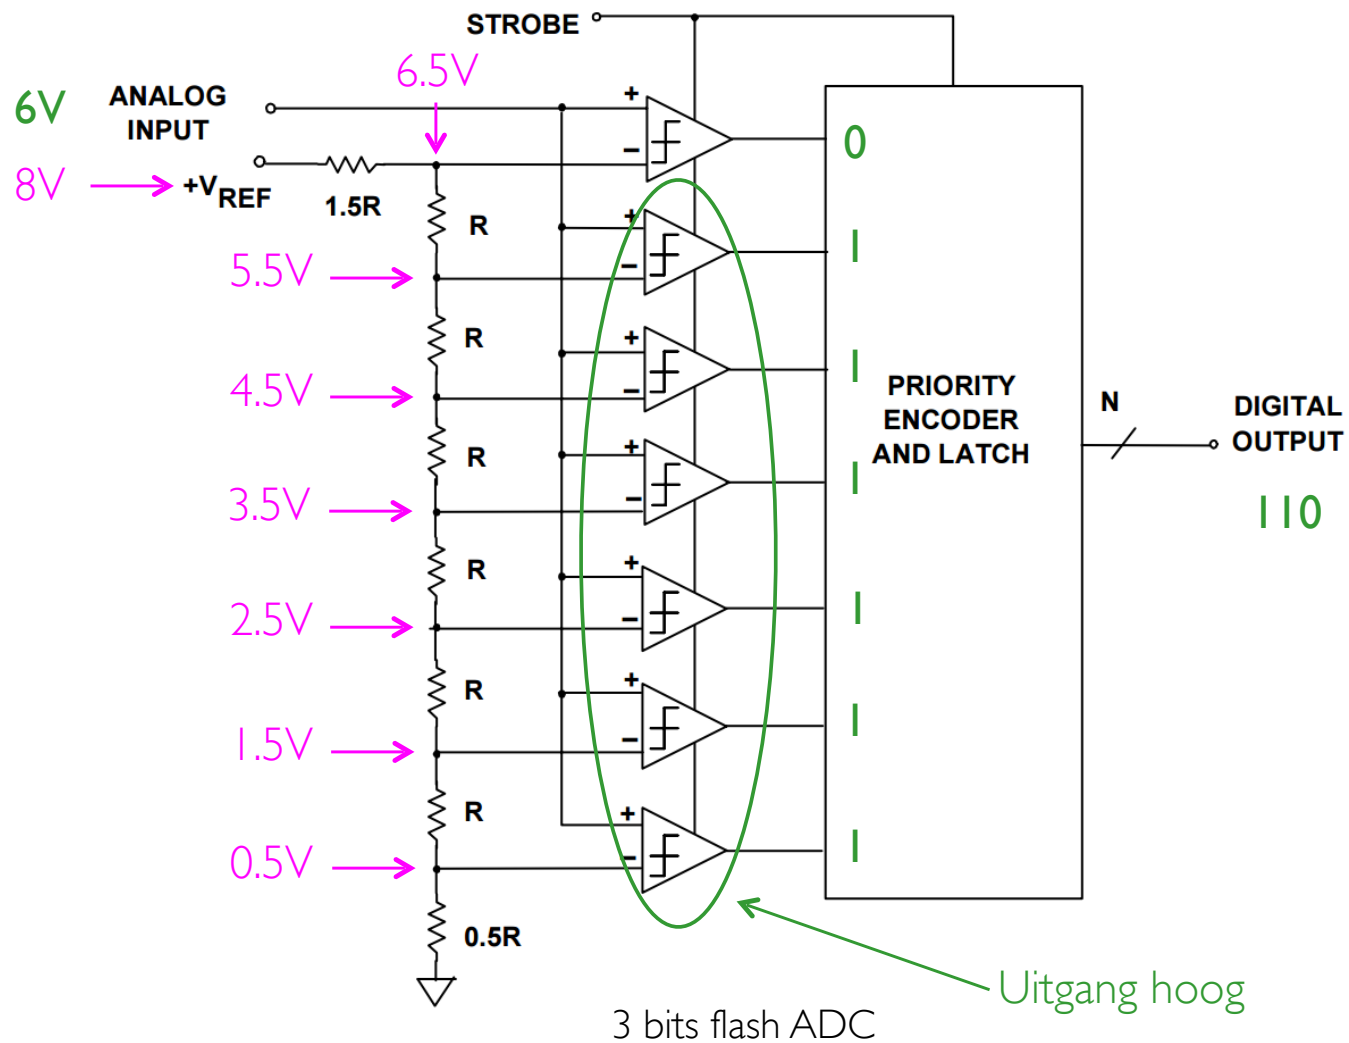 STROBE
6.5V
6V
ANALOG
INPUT
+
−
0
8V
+VREF
1.5R
R
+
−
1
5.5V
R
+
−
1
4.5V
PRIORITY
ENCODER
AND LATCH
N
DIGITAL
OUTPUT
R
+
−
1
3.5V
110
R
+
−
1
2.5V
R
+
−
1
1.5V
R
+
−
1
0.5V
0.5R
Uitgang hoog
3 bits flash ADC